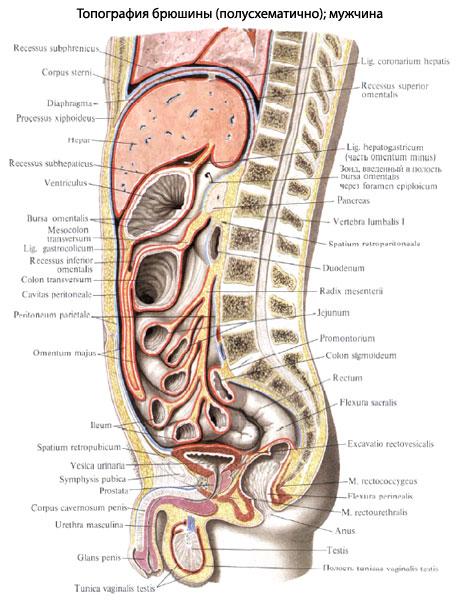 Топография брюшины (полусхематично); мужчина
Recessus subphrenicus
Corpus sterni
Diaphragma
Processus xiphoideus
Hepar
Recessus subhepaticus
Ventriculus
Bursa omentalis
Mesocolon
transversum
Lig. gastrocolicum
Recessus inferior
omentalis
Colon transversum
Cavitas peritoneale
Peritoneum parietale
Omentum majus
Ileum
Spatium retropubicum
Vesica urinaria
Symphysis pubica
Prostata
Corpus cavernosum penis
Urethra masculina
Glans penis
Tunica vaginalis testis
Lig. coronarium hepatis
Recessus superior
omentalis
Lig. hepatogastricum
(часть omentum minus)
Зонд, введенный в полость
bursa omentalis
через foramen epiploicum
Pancreas
Vertebra lumbalis I
Spatium retroperitoneale
Duodenum
Radix mesenterii
Jejunum
Promontorium
Colon sigmoideum
Rectum
Flexura sacralis
Excavatio rectovesicalis
M. rectococcygeus
Flexura perinealis
M. rectourethralis
Anus
Testis
Полость tunica vaginalis testis